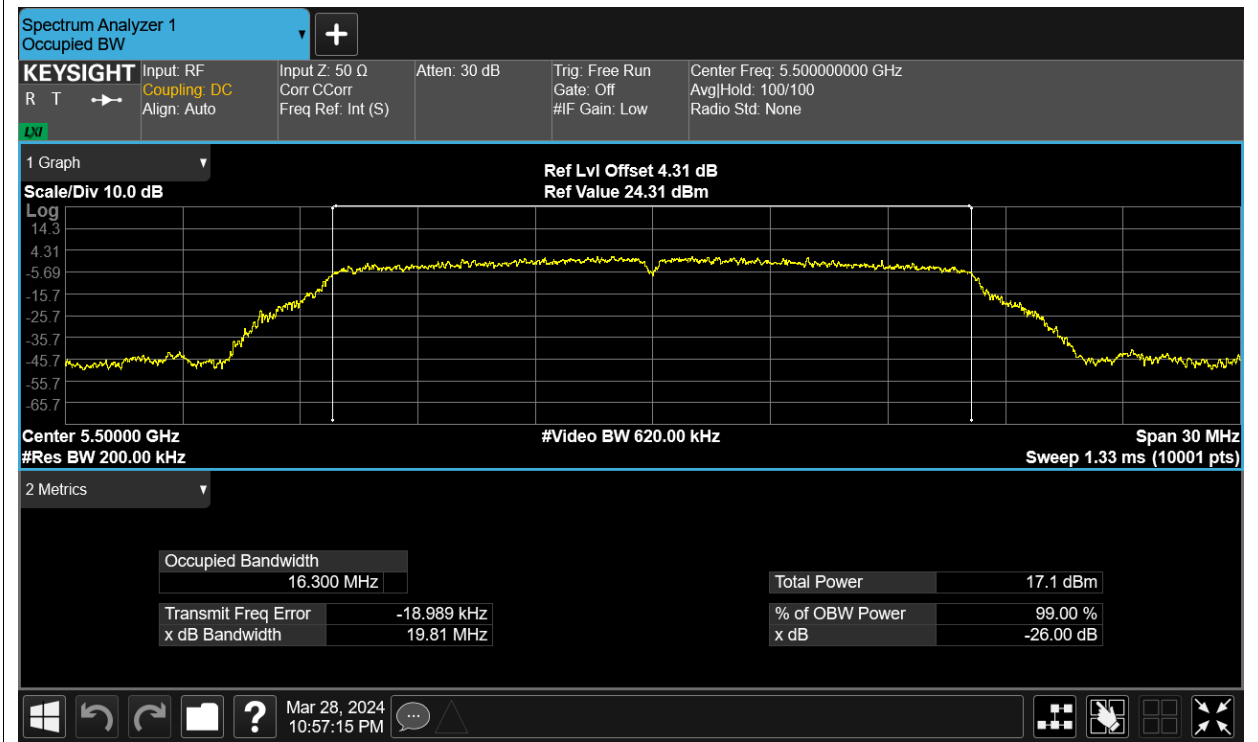 Spectrum Analyzer 1
Occupied BW
KEYSIGHT
R T
LXI
Input: RF
Coupling: DC
Align: Auto
Input Z: 50 Ω
Corr CCorr
Freq Ref: Int (S)
Atten: 30 dB
Trig: Free Run
Gate: Off
#IF Gain: Low
Center Freq: 5.500000000 GHz
Avg|Hold: 100/100
Radio Std: None
1 Graph
Scale/Div 10.0 dB
Ref Lvl Offset 4.31 dB
Ref Value 24.31 dBm
Log
14.3
4.31
-5.69
-15.7
-25.7
-35.7
-45.7
-55.7
-65.7
Center 5.50000 GHz
#Video BW 620.00 kHz
Span 30 MHz
#Res BW 200.00 kHz
Sweep 1.33 ms (10001 pts)
2 Metrics
Occupied Bandwidth
16.300 MHz
Total Power 17.1 dBm
Transmit Freq Error -18.989 kHz
% of OBW Power 99.00 %
x dB Bandwidth 19.81 MHz
x dB -26.00 dB
?
Mar 28, 2024
10:57:15 PM